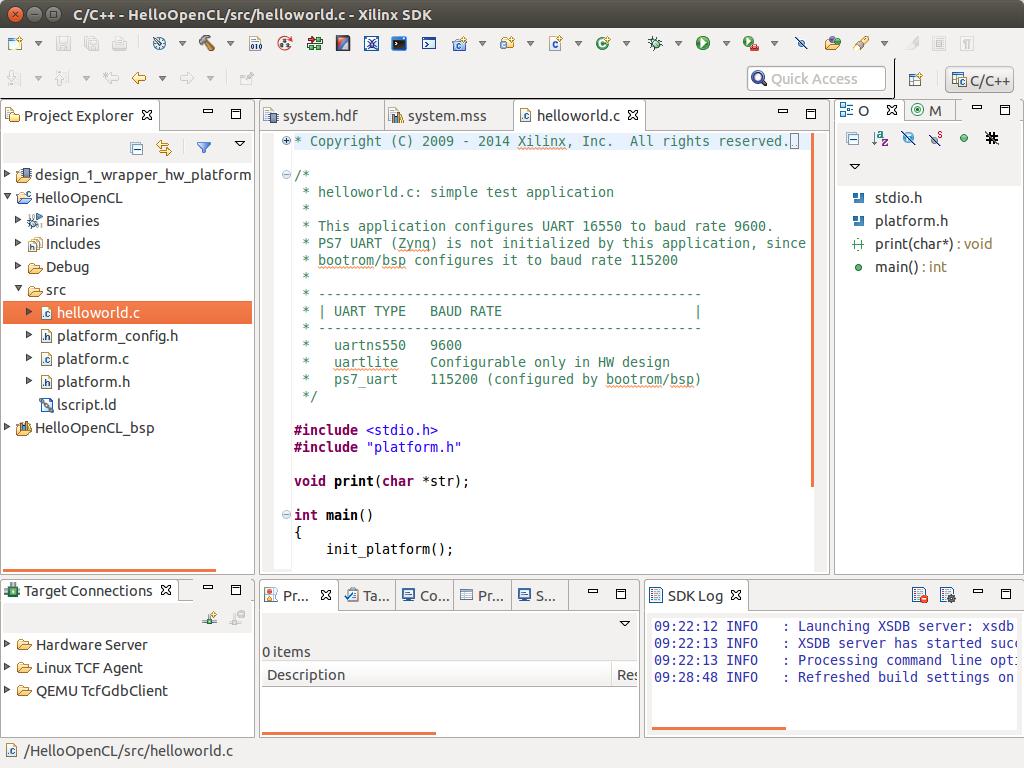 C/C++ - HelloOpenCL/src/helloworld.c - Xilinx SDK
Quick Access
C/C++
Project Explorer
design_1_wrapper_hw_platform
HelloOpenCL
Binaries
Includes
Debug
src
helloworld.c
platform_config.h
platform.c
platform.h
lscript.ld
HelloOpenCL_bsp
system.hdf
system.mss
helloworld.c
* Copyright (C) 2009 - 2014 Xilinx, Inc.  All rights reserved.
/*
 * helloworld.c: simple test application
 *
 * This application configures UART 16550 to baud rate 9600.
 * PS7 UART (Zynq) is not initialized by this application, since
 * bootrom/bsp configures it to baud rate 115200
 *
 * ------------------------------------------------
 * | UART TYPE   BAUD RATE                        |
 * ------------------------------------------------
 *   uartns550   9600
 *   uartlite    Configurable only in HW design
 *   ps7_uart    115200 (configured by bootrom/bsp)
 */
#include <stdio.h>
#include "platform.h"
void print(char *str);
int main()
{
    init_platform();
O
M
stdio.h
platform.h
print(char*) : void
main() : int
Target Connections
Hardware Server
Linux TCF Agent
QEMU TcfGdbClient
Pr...
Ta...
Co...
Pr...
S...
0 items
Description
Res
SDK Log
09:22:12 INFO   : Launching XSDB server: xsdb
09:22:13 INFO   : XSDB server has started suc
09:22:13 INFO   : Processing command line opti
09:28:48 INFO   : Refreshed build settings on
/HelloOpenCL/src/helloworld.c